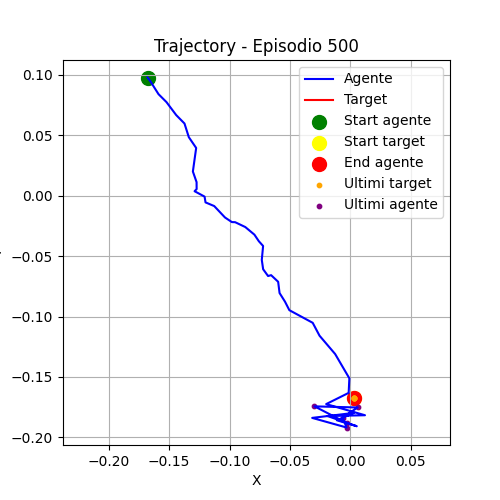 Trajectory - Episodio 500
Agente
Target
Start agente
Start target
End agente
Ultimi target
Ultimi agente
0.10
0.05
0.00
−0.05
−0.10
−0.15
−0.20
−0.20
−0.15
−0.10
−0.05
0.00
0.05
X